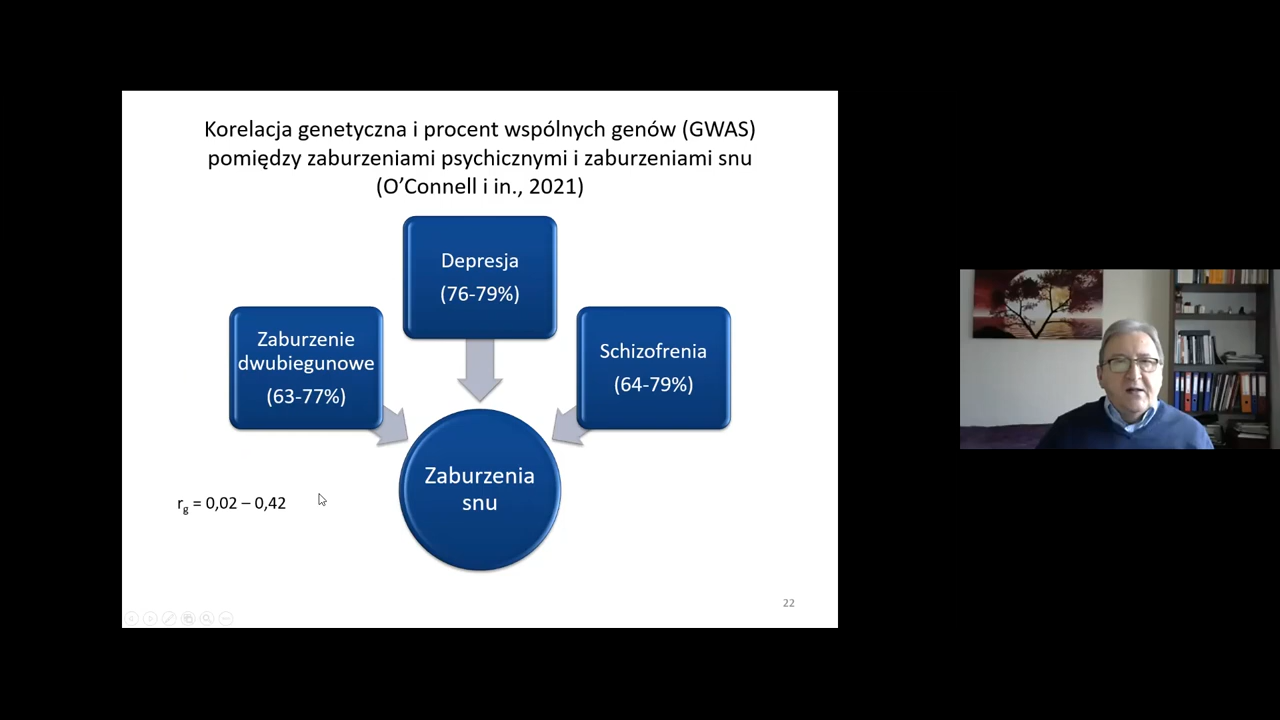 Korelacja genetyczna i procent wspólnych genów (GWAS)
pomiędzy zaburzeniami psychicznymi i zaburzeniami snu
(O’Connell i in., 2021)
Depresja
(76-79%)
Zaburzenie
dwubiegunowe
(63-77%)
Schizofrenia
(64-79%)
Zaburzenia
snu
rg = 0,02 – 0,42
22